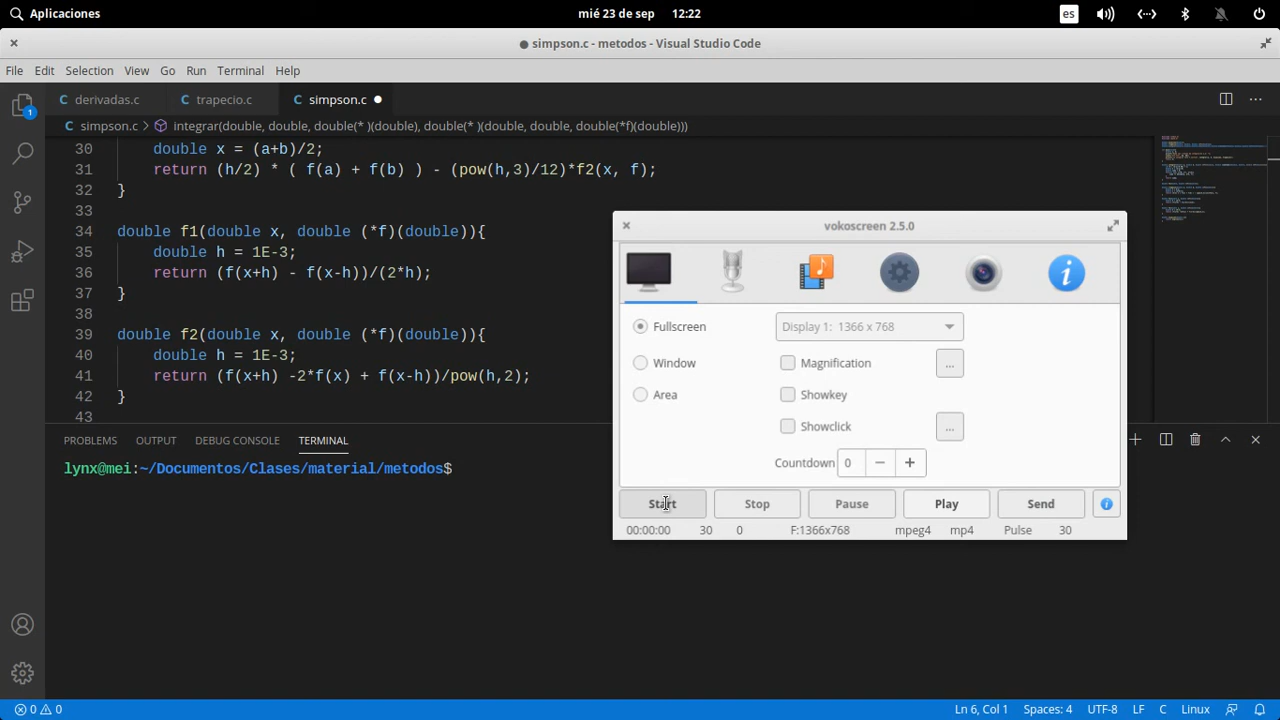 Aplicaciones
mié 23 de sep 12:22
es
● simpson.c - metodos - Visual Studio Code
File Edit Selection View Go Run Terminal Help
C derivadas.c C trapecio.c C simpson.c ●
C simpson.c > integrar(double, double, double(* )(double), double(* )(double, double, double(*f)(double)))
30 double x = (a+b)/2;
31 return (h/2) * ( f(a) + f(b) ) - (pow(h,3)/12)*f2(x, f);
32 }
33
34 double f1(double x, double (*f)(double)){
35 double h = 1E-3;
36 return (f(x+h) - f(x-h))/(2*h);
37 }
38
39 double f2(double x, double (*f)(double)){
40 double h = 1E-3;
41 return (f(x+h) -2*f(x) + f(x-h))/pow(h,2);
42 }
43
PROBLEMS OUTPUT DEBUG CONSOLE TERMINAL
lynx@mei:~/Documentos/Clases/material/metodos$
vokoscreen 2.5.0
Fullscreen Display 1: 1366 x 768
Window Magnification ...
Area Showkey
Showclick ...
Countdown 0 − +
Start Stop Pause Play Send
00:00:00 30 0 F:1366x768 mpeg4 mp4 Pulse 30
1
0 0 Ln 6, Col 1 Spaces: 4 UTF-8 LF C Linux